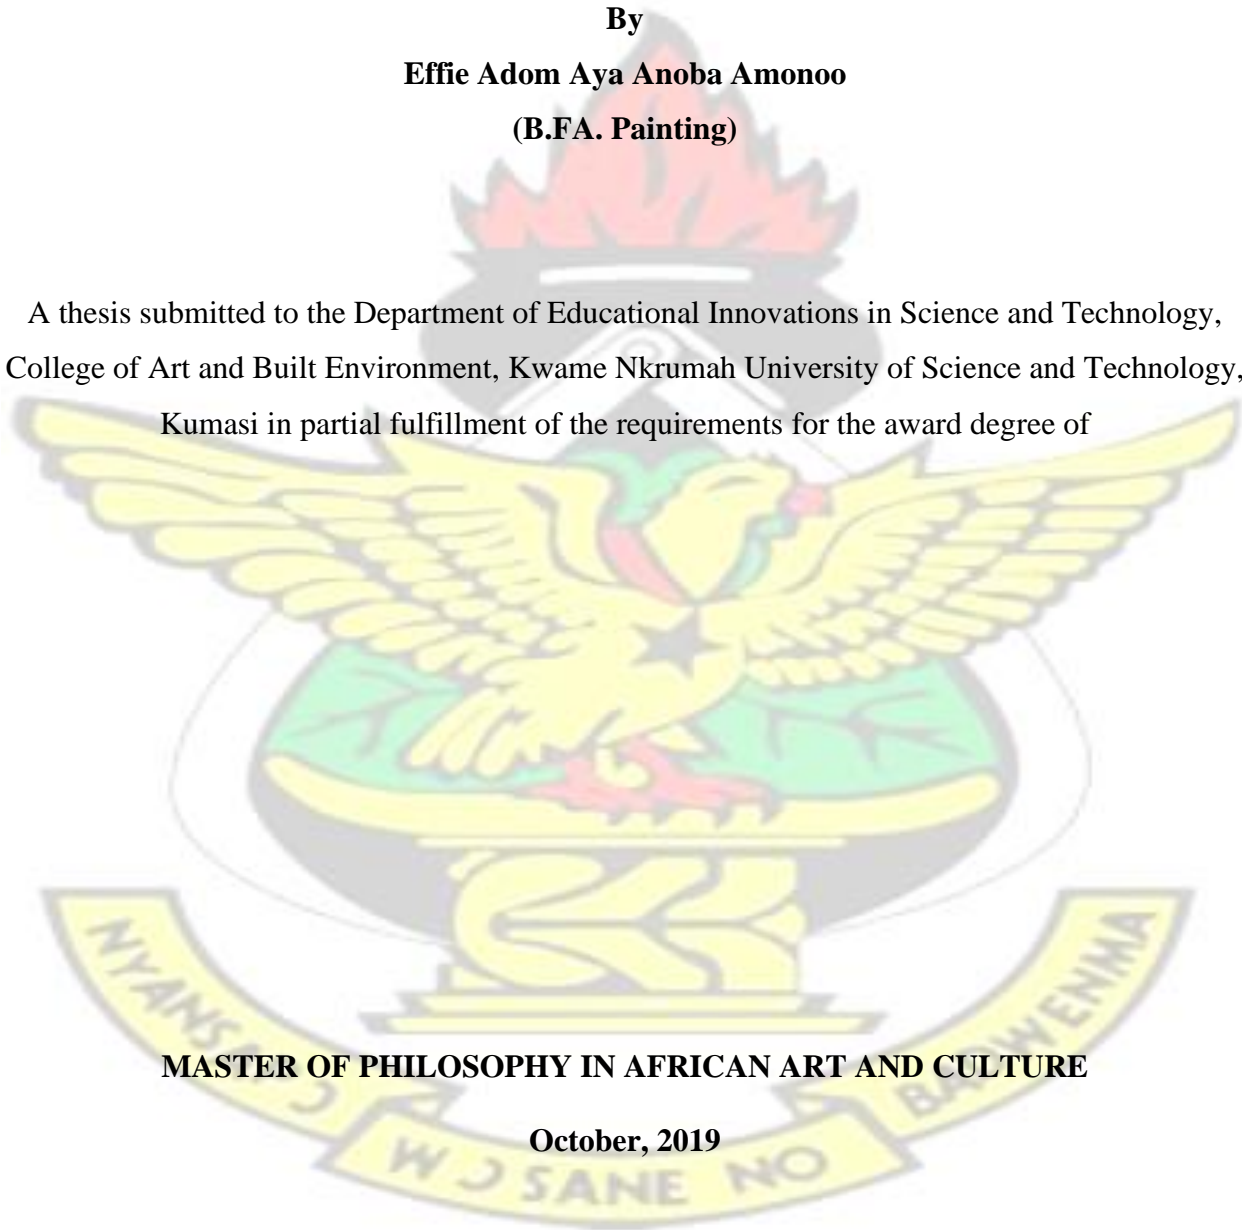 By
Effie Adom Aya Anoba Amonoo
(B.FA. Painting)
A thesis submitted to the Department of Educational Innovations in Science and Technology,
College of Art and Built Environment, Kwame Nkrumah University of Science and Technology,
Kumasi in partial fulfillment of the requirements for the award degree of
MASTER OF PHILOSOPHY IN AFRICAN ART AND CULTURE
October, 2019
NYANSAPƆ
WƆSANE NO
BADWENMA